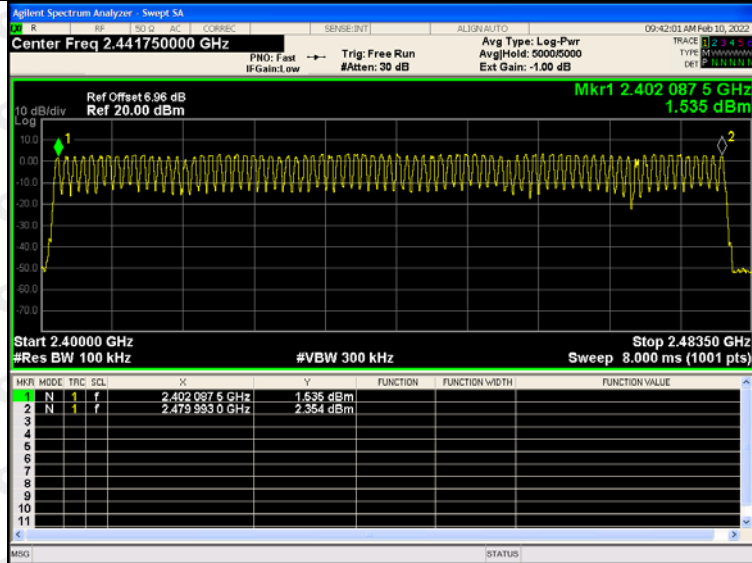 Agilent Spectrum Analyzer - Swept SA
R RF 50 Ω AC CORREC SENSE:INT ALIGN AUTO 09:42:01 AM Feb 10, 2022
Center Freq 2.441750000 GHz
PNO: Fast
IFGain:Low
Trig: Free Run
#Atten: 30 dB
Avg Type: Log-Pwr
Avg|Hold: 5000/5000
Ext Gain: -1.00 dB
TRACE 1 2 3 4 5 6
TYPE M
DET P N N N N N
Mkr1 2.402 087 5 GHz
1.535 dBm
Ref Offset 6.96 dB
10 dB/div Ref 20.00 dBm
Log
10.0
0.00
-10.0
-20.0
-30.0
-40.0
-50.0
-60.0
-70.0
1
2
Start 2.40000 GHz Stop 2.48350 GHz
#Res BW 100 kHz #VBW 300 kHz Sweep 8.000 ms (1001 pts)
MKR MODE TRC SCL X Y FUNCTION FUNCTION WIDTH FUNCTION VALUE
1 N 1 f 2.402 087 5 GHz 1.535 dBm
2 N 1 f 2.479 993 0 GHz 2.354 dBm
3
4
5
6
7
8
9
10
11
MSG STATUS